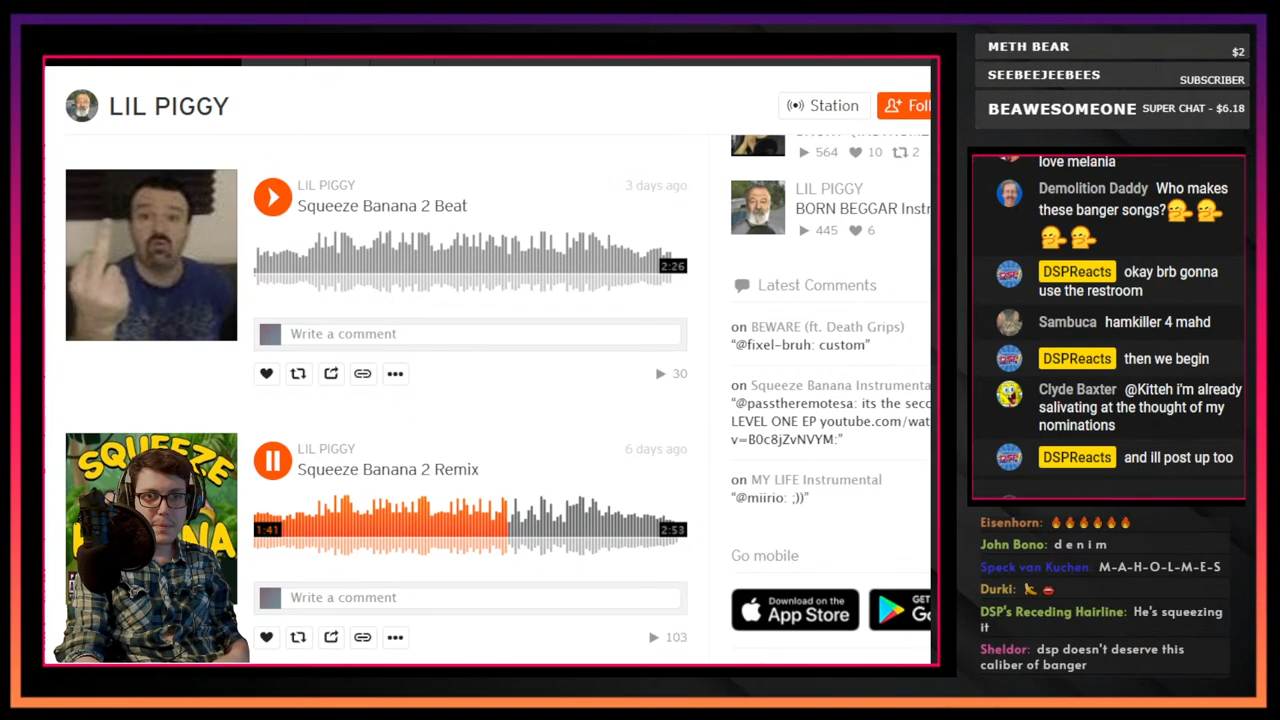 LIL PIGGY
Station
Foll
LIL PIGGY
3 days ago
Squeeze Banana 2 Beat
2:26
Write a comment
30
LIL PIGGY
6 days ago
Squeeze Banana 2 Remix
1:41
2:53
Write a comment
103
SQUEEZE
564
10
2
LIL PIGGY
BORN BEGGAR Instr
445
6
Latest Comments
on BEWARE (ft. Death Grips)
“@fixel-bruh: custom”
on Squeeze Banana Instrumenta
“@passtheremotesa: its the seco
LEVEL ONE EP youtube.com/wat
v=B0c8jZvNVYM:”
on MY LIFE Instrumental
“@miirio: ;))”
Go mobile
Download on the
App Store
GET
Go
METH BEAR
$2
SEEBEEJEEBEES
SUBSCRIBER
BEAWESOMEONE SUPER CHAT - $6.18
love melania
Demolition Daddy Who makes
these banger songs?
DSPReacts okay brb gonna
use the restroom
Sambuca hamkiller 4 mahd
DSPReacts then we begin
Clyde Baxter @Kitteh i'm already
salivating at the thought of my
nominations
DSPReacts and ill post up too
Eisenhorn: 🔥🔥🔥🔥🔥🔥
John Bono: d e n i m
Speck van Kuchen: M-A-H-O-L-M-E-S
Durki:
DSP's Receding Hairline: He's squeezing
it
Sheldor: dsp doesn't deserve this
caliber of banger